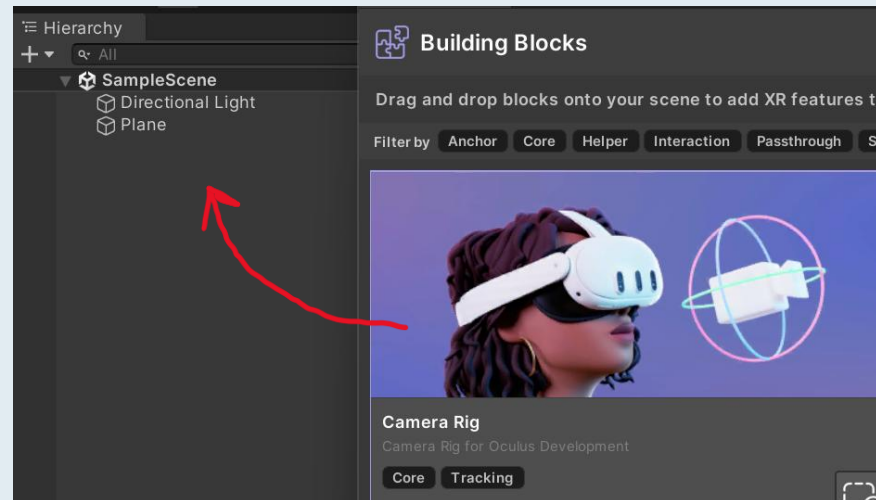 Hierarchy
All
SampleScene
Directional Light
Plane
Building Blocks
Drag and drop blocks onto your scene to add XR features
Filter by Anchor Core Helper Interaction Passthrough
Camera Rig
Camera Rig for Oculus Development
Core Tracking